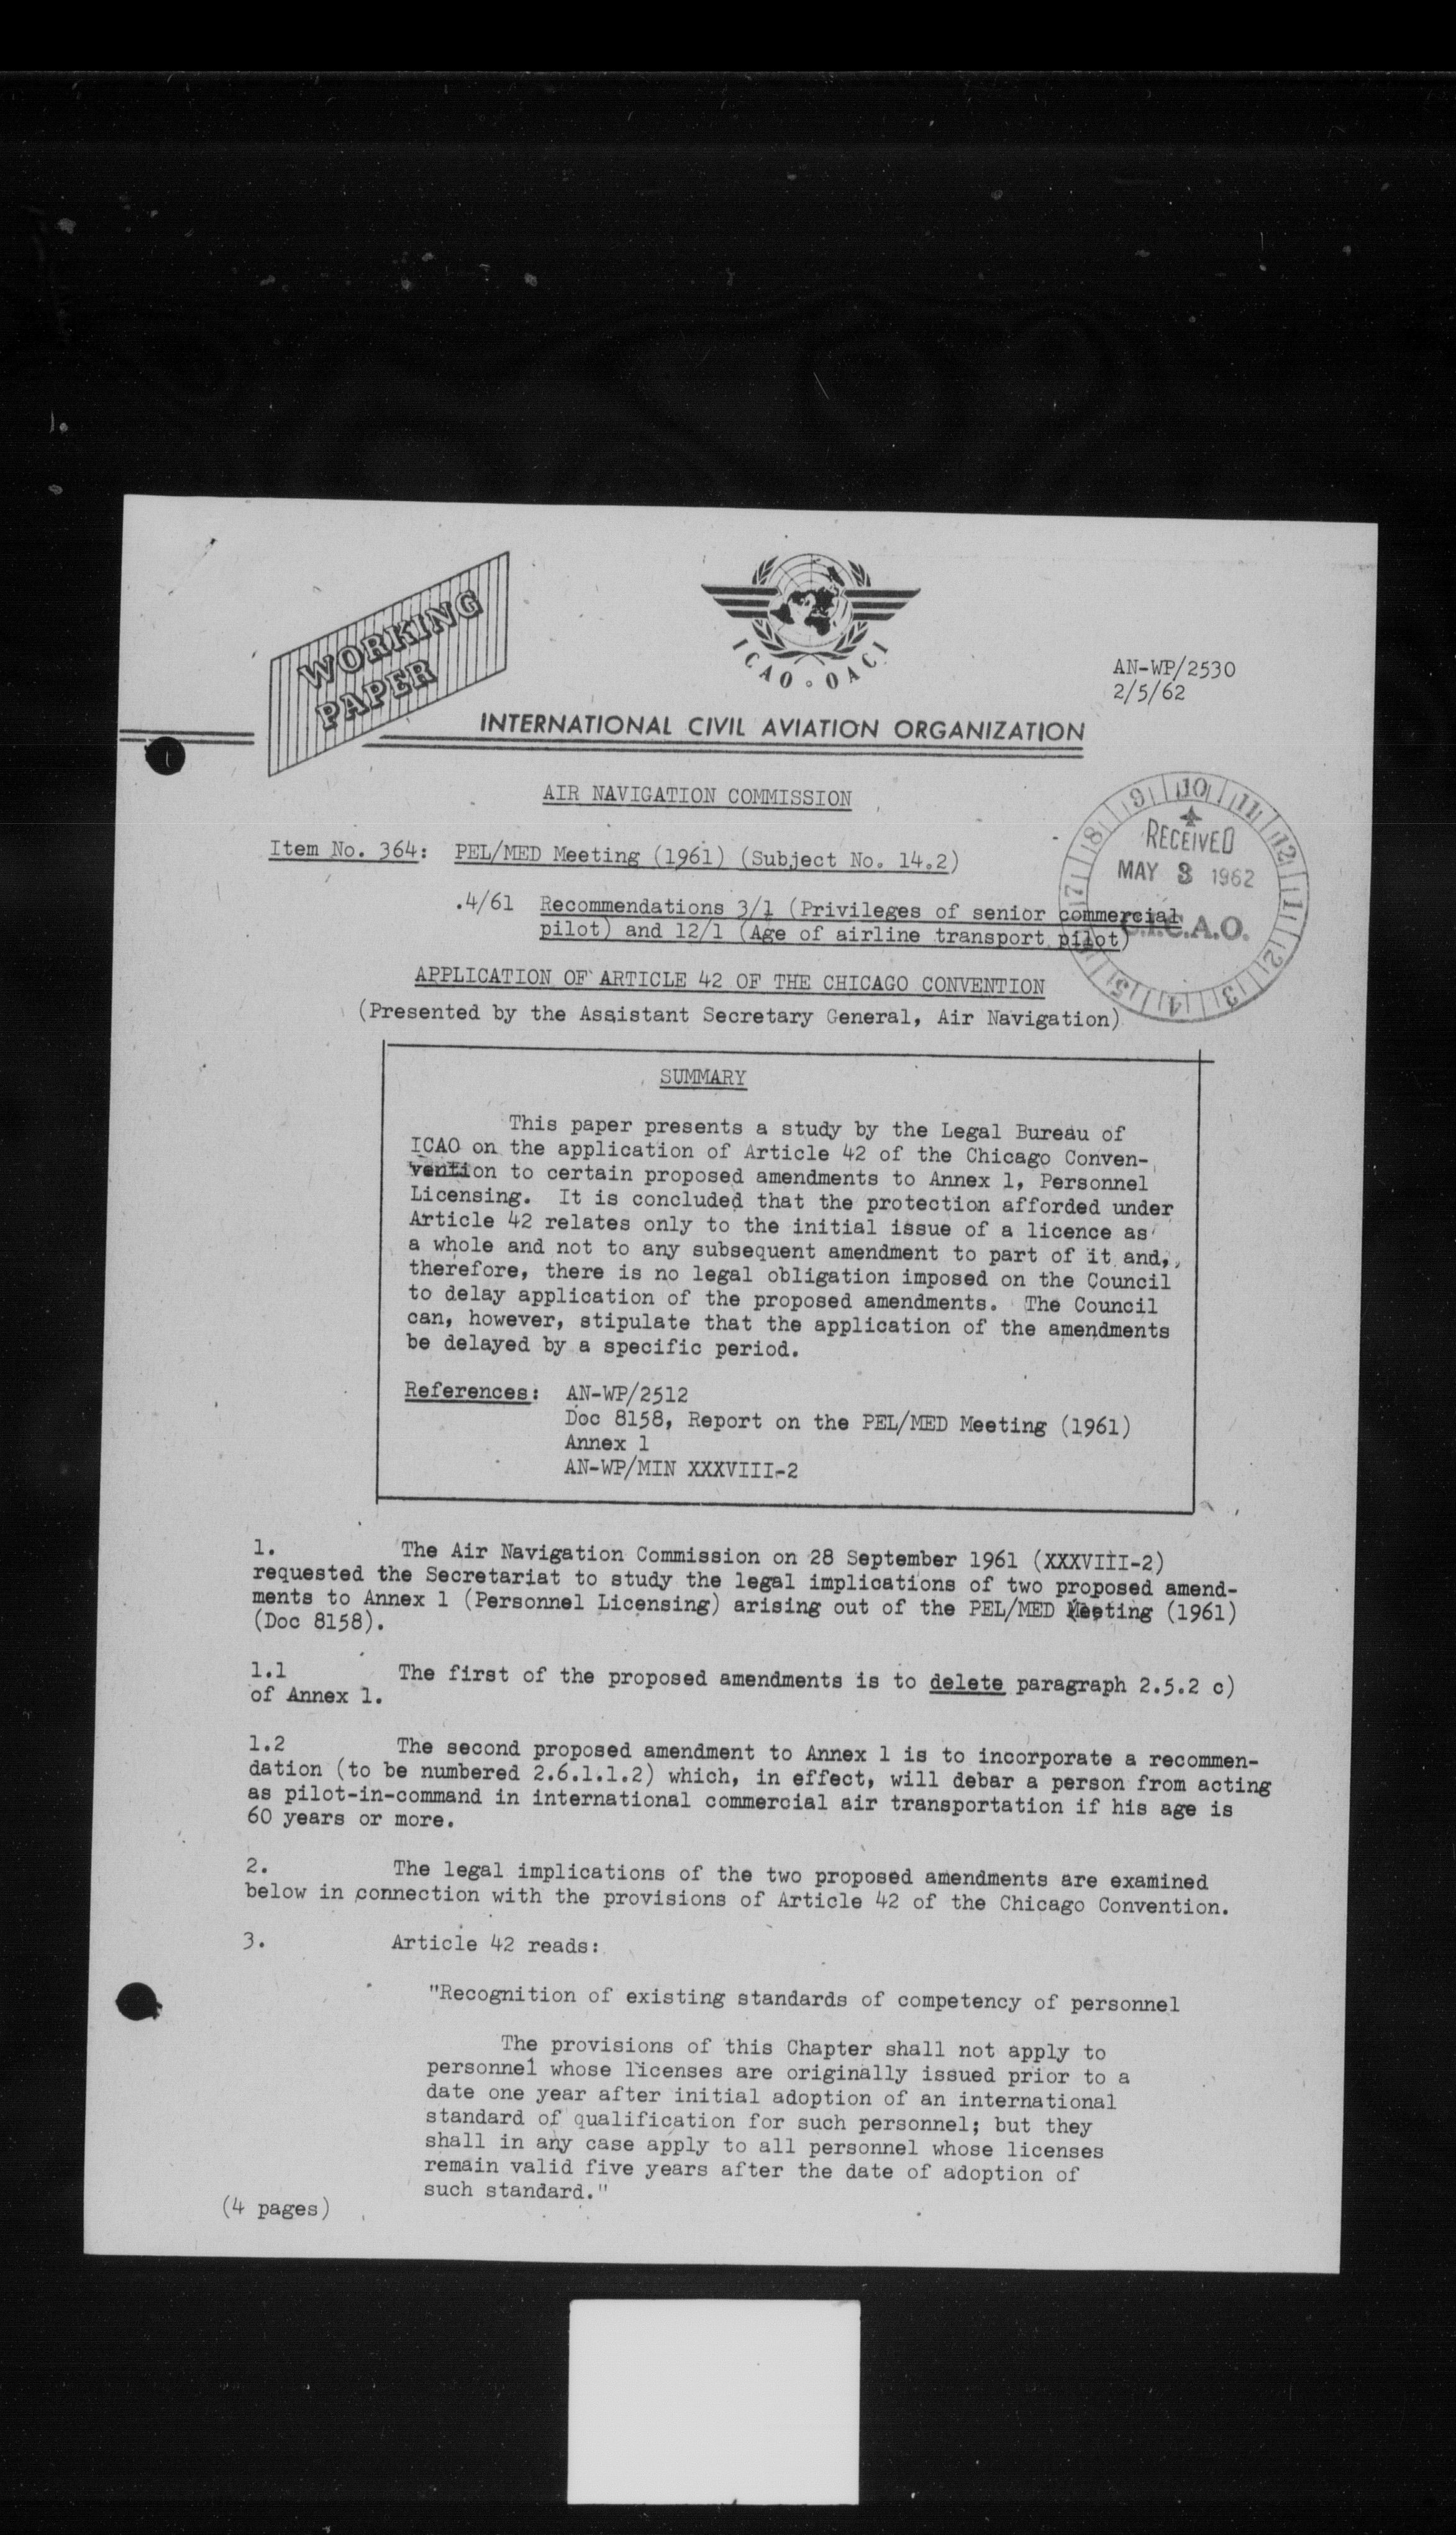 WORKING
PAPER
ICAO · OACI
AN-WP/2530
2/5/62
INTERNATIONAL CIVIL AVIATION ORGANIZATION
AIR NAVIGATION COMMISSION
9 10 11 12 1 2 3 4 5 7 8
RECEIVED
MAY 3 1962
C.I.C.A.O.
Item No. 364: PEL/MED Meeting (1961) (Subject No. 14.2)
.4/61 Recommendations 3/1 (Privileges of senior commercial
pilot) and 12/1 (Age of airline transport pilot)
APPLICATION OF ARTICLE 42 OF THE CHICAGO CONVENTION
(Presented by the Assistant Secretary General, Air Navigation)
SUMMARY
This paper presents a study by the Legal Bureau of
ICAO on the application of Article 42 of the Chicago Conven-
vention to certain proposed amendments to Annex 1, Personnel
Licensing. It is concluded that the protection afforded under
Article 42 relates only to the initial issue of a licence as
a whole and not to any subsequent amendment to part of it and,
therefore, there is no legal obligation imposed on the Council
to delay application of the proposed amendments. The Council
can, however, stipulate that the application of the amendments
be delayed by a specific period.
References: AN-WP/2512
Doc 8158, Report on the PEL/MED Meeting (1961)
Annex 1
AN-WP/MIN XXXVIII-2
1. The Air Navigation Commission on 28 September 1961 (XXXVIII-2)
requested the Secretariat to study the legal implications of two proposed amend-
ments to Annex 1 (Personnel Licensing) arising out of the PEL/MED Meeting (1961)
(Doc 8158).
1.1 The first of the proposed amendments is to delete paragraph 2.5.2 c)
of Annex 1.
1.2 The second proposed amendment to Annex 1 is to incorporate a recommen-
dation (to be numbered 2.6.1.1.2) which, in effect, will debar a person from acting
as pilot-in-command in international commercial air transportation if his age is
60 years or more.
2. The legal implications of the two proposed amendments are examined
below in connection with the provisions of Article 42 of the Chicago Convention.
3. Article 42 reads:
"Recognition of existing standards of competency of personnel
The provisions of this Chapter shall not apply to
personnel whose licenses are originally issued prior to a
date one year after initial adoption of an international
standard of qualification for such personnel; but they
shall in any case apply to all personnel whose licenses
remain valid five years after the date of adoption of
such standard."
(4 pages)